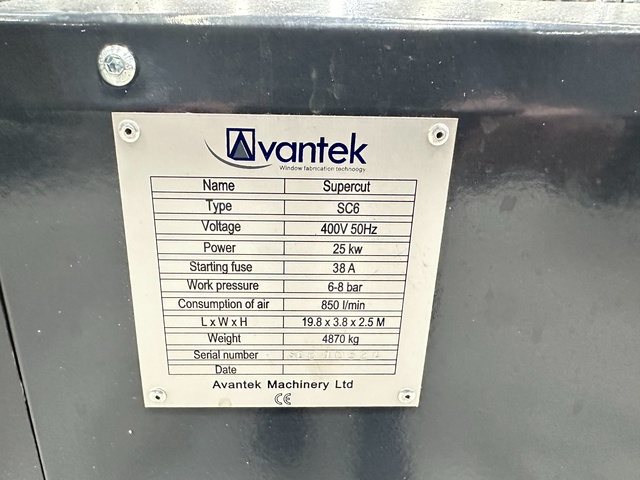 Avantek
Window fabrication technoogy
Name Supercut
Type SC6
Voltage 400V 50Hz
Power 25 kw
Starting fuse 38 A
Work pressure 6-8 bar
Consumption of air 850 l/min
L x W x H 19.8 x 3.8 x 2.5 M
Weight 4870 kg
Serial number
Date
Avantek Machinery Ltd
CE